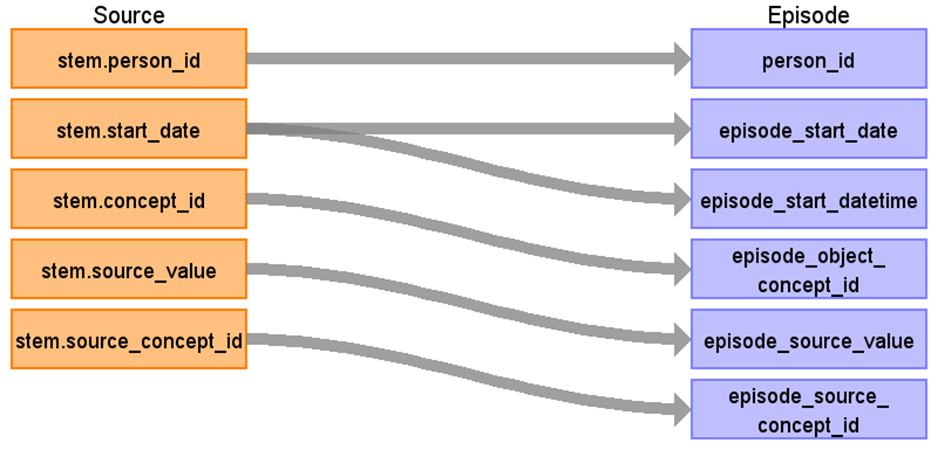 Source
Episode
stem.person_id
person_id
stem.start_date
episode_start_date
stem.concept_id
episode_start_datetime
stem.source_value
episode_object_
concept_id
stem.source_concept_id
episode_source_value
episode_source_
concept_id